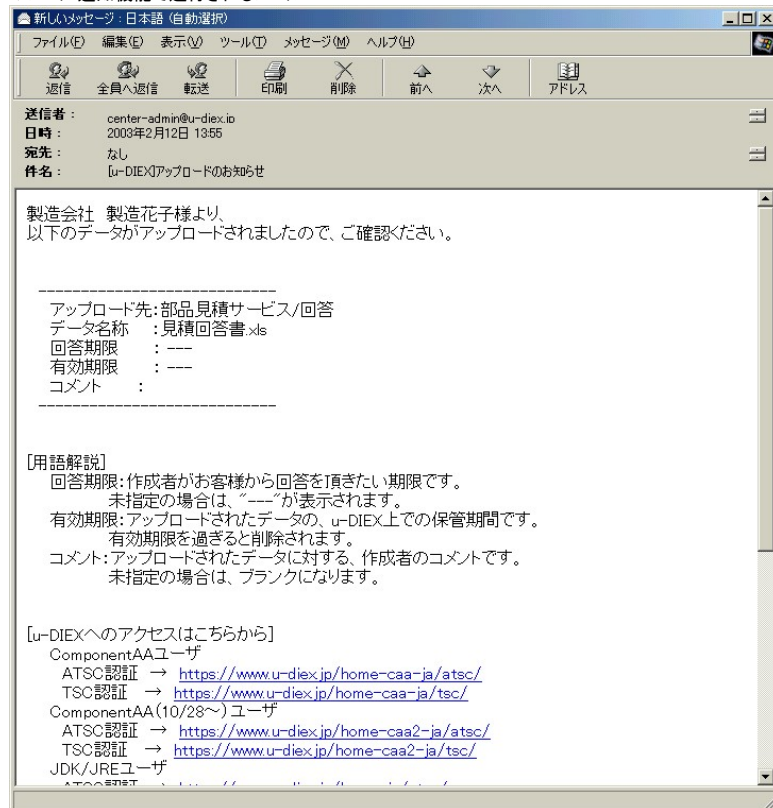 新しいメッセージ : 日本語 (自動選択)
ファイル(F) 編集(E) 表示(V) ツール(T) メッセージ(M) ヘルプ(H)
返信 全員へ返信 転送 印刷 削除 前へ 次へ アドレス
送信者 : center-admin@u-diex.jp
日時 : 2003年2月12日 13:55
宛先 : なし
件名 : [u-DIEX]アップロードのお知らせ
製造会社 製造花子様より、
以下のデータがアップロードされましたので、ご確認ください。
----------------------------
アップロード先:部品見積サービス/回答
データ名称 :見積回答書.xls
回答期限 : ---
有効期限 : ---
コメント :
----------------------------
[用語解説]
回答期限:作成者がお客様から回答を頂きたい期限です。
未指定の場合は、"---"が表示されます。
有効期限:アップロードされたデータの、u-DIEX上での保管期間です。
有効期限を過ぎると削除されます。
コメント:アップロードされたデータに対する、作成者のコメントです。
未指定の場合は、ブランクになります。
[u-DIEXへのアクセスはこちらから]
ComponentAAユーザ
ATSC認証 → https://www.u-diex.jp/home-caa-ja/atsc/
TSC認証 → https://www.u-diex.jp/home-caa-ja/tsc/
ComponentAA(10/28~)ユーザ
ATSC認証 → https://www.u-diex.jp/home-caa2-ja/atsc/
TSC認証 → https://www.u-diex.jp/home-caa2-ja/tsc/
JDK/JREユーザ